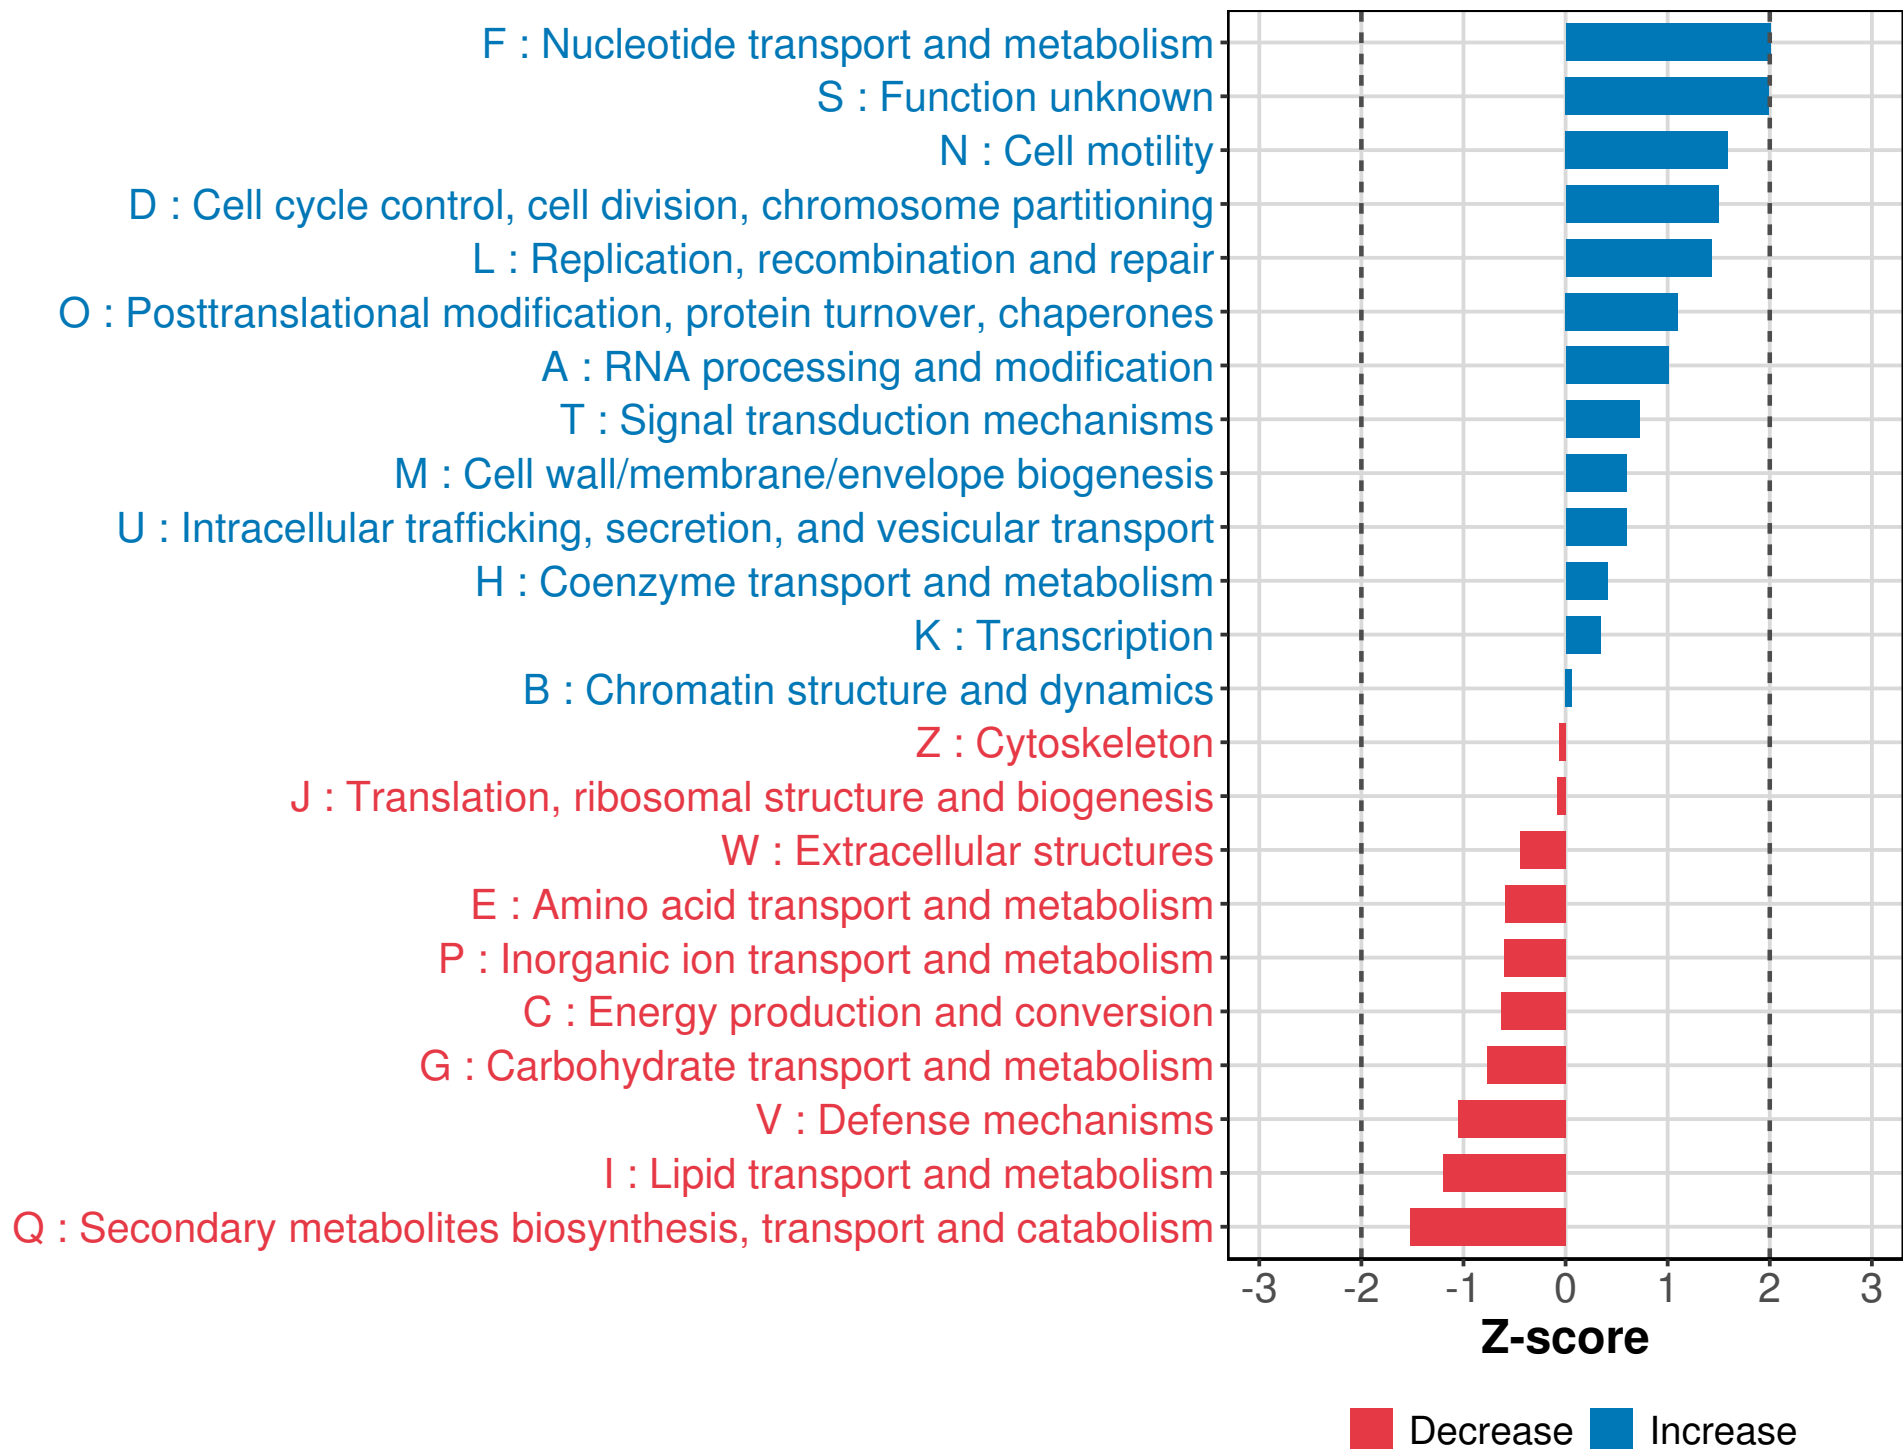 F : Nucleotide transport and metabolism
S : Function unknown
N : Cell motility
D : Cell cycle control, cell division, chromosome partitioning
L : Replication, recombination and repair
O : Posttranslational modification, protein turnover, chaperones
A : RNA processing and modification
T : Signal transduction mechanisms
M : Cell wall/membrane/envelope biogenesis
U : Intracellular trafficking, secretion, and vesicular transport
H : Coenzyme transport and metabolism
K : Transcription
B : Chromatin structure and dynamics
Z : Cytoskeleton
J : Translation, ribosomal structure and biogenesis
W : Extracellular structures
E : Amino acid transport and metabolism
P : Inorganic ion transport and metabolism
C : Energy production and conversion
G : Carbohydrate transport and metabolism
V : Defense mechanisms
I : Lipid transport and metabolism
Q : Secondary metabolites biosynthesis, transport and catabolism
-3 -2 -1 0 1 2 3
Z-score
Decrease Increase